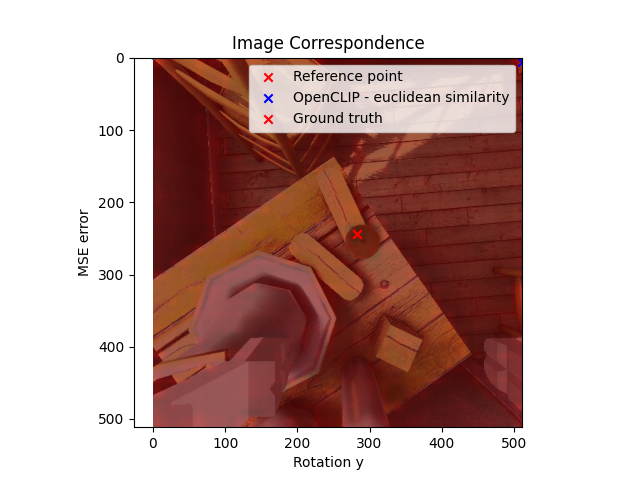 Image Correspondence
Reference point
OpenCLIP - euclidean similarity
Ground truth
MSE error
0
100
200
300
400
500
0
100
200
300
400
500
Rotation y